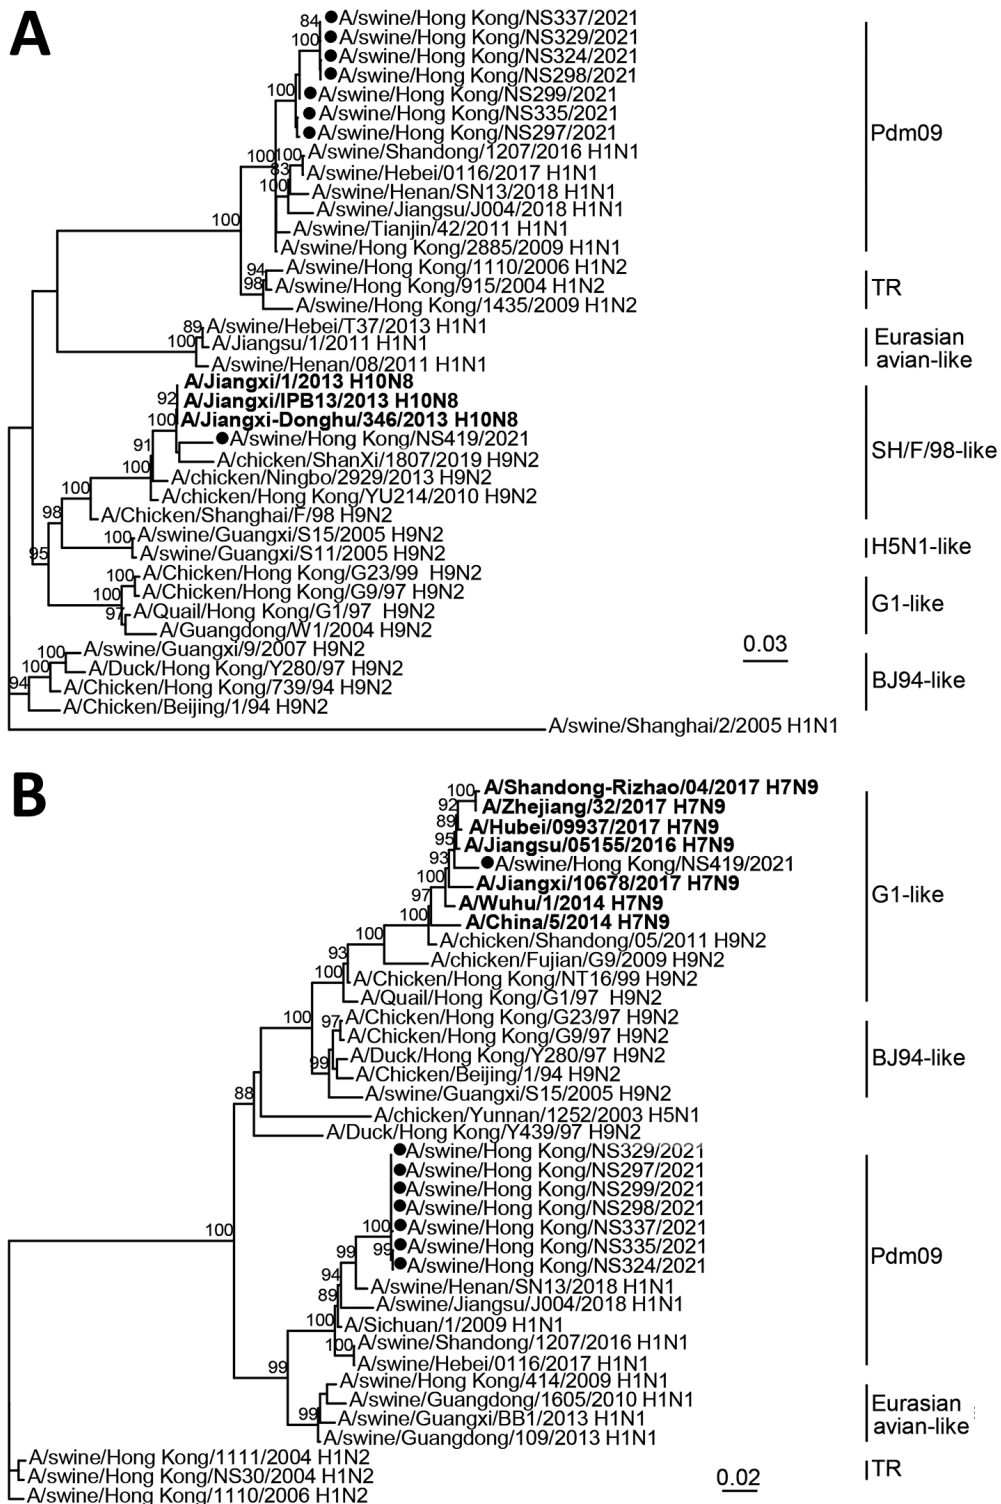 A
84
A/swine/Hong Kong/NS337/2021
100
A/swine/Hong Kong/NS329/2021
A/swine/Hong Kong/NS324/2021
A/swine/Hong Kong/NS298/2021
100
A/swine/Hong Kong/NS299/2021
A/swine/Hong Kong/NS335/2021
A/swine/Hong Kong/NS297/2021
Pdm09
100
100
A/swine/Shandong/1207/2016 H1N1
83
A/swine/Hebei/0116/2017 H1N1
100
A/swine/Henan/SN13/2018 H1N1
A/swine/Jiangsu/J004/2018 H1N1
100
A/swine/Tianjin/42/2011 H1N1
A/swine/Hong Kong/2885/2009 H1N1
94
A/swine/Hong Kong/1110/2006 H1N2
98
A/swine/Hong Kong/915/2004 H1N2
TR
A/swine/Hong Kong/1435/2009 H1N2
89
A/swine/Hebei/T37/2013 H1N1
100
A/Jiangsu/1/2011 H1N1
Eurasian
avian-like
A/swine/Henan/08/2011 H1N1
A/Jiangxi/1/2013 H10N8
92
A/Jiangxi/IPB13/2013 H10N8
100
A/Jiangxi-Donghu/346/2013 H10N8
A/swine/Hong Kong/NS419/2021
91
A/chicken/ShanXi/1807/2019 H9N2
SH/F/98-like
100
A/chicken/Ningbo/2929/2013 H9N2
100
A/chicken/Hong Kong/YU214/2010 H9N2
98
A/Chicken/Shanghai/F/98 H9N2
100
A/swine/Guangxi/S15/2005 H9N2
95
A/swine/Guangxi/S11/2005 H9N2
H5N1-like
100
A/Chicken/Hong Kong/G23/99 H9N2
100
A/Chicken/Hong Kong/G9/97 H9N2
97
A/Quail/Hong Kong/G1/97 H9N2
G1-like
A/Guangdong/W1/2004 H9N2
0.03
100
A/swine/Guangxi/9/2007 H9N2
100
A/Duck/Hong Kong/Y280/97 H9N2
94
A/Chicken/Hong Kong/739/94 H9N2
BJ94-like
A/Chicken/Beijing/1/94 H9N2
A/swine/Shanghai/2/2005 H1N1
B
100
A/Shandong-Rizhao/04/2017 H7N9
92
A/Zhejiang/32/2017 H7N9
89
A/Hubei/09937/2017 H7N9
95
A/Jiangsu/05155/2016 H7N9
93
A/swine/Hong Kong/NS419/2021
100
A/Jiangxi/10678/2017 H7N9
G1-like
97
A/Wuhu/1/2014 H7N9
100
A/China/5/2014 H7N9
100
A/chicken/Shandong/05/2011 H9N2
93
A/chicken/Fujian/G9/2009 H9N2
100
A/Chicken/Hong Kong/NT16/99 H9N2
A/Quail/Hong Kong/G1/97 H9N2
100
97
A/Chicken/Hong Kong/G23/97 H9N2
A/Chicken/Hong Kong/G9/97 H9N2
99
A/Duck/Hong Kong/Y280/97 H9N2
BJ94-like
A/Chicken/Beijing/1/94 H9N2
88
A/swine/Guangxi/S15/2005 H9N2
A/chicken/Yunnan/1252/2003 H5N1
A/Duck/Hong Kong/Y439/97 H9N2
A/swine/Hong Kong/NS329/2021
A/swine/Hong Kong/NS297/2021
A/swine/Hong Kong/NS299/2021
A/swine/Hong Kong/NS298/2021
100
100
A/swine/Hong Kong/NS337/2021
99
99
A/swine/Hong Kong/NS335/2021
Pdm09
A/swine/Hong Kong/NS324/2021
94
A/swine/Henan/SN13/2018 H1N1
89
A/swine/Jiangsu/J004/2018 H1N1
100
A/Sichuan/1/2009 H1N1
100
A/swine/Shandong/1207/2016 H1N1
99
A/swine/Hebei/0116/2017 H1N1
A/swine/Hong Kong/414/2009 H1N1
A/swine/Guangdong/1605/2010 H1N1
99
A/swine/Guangxi/BB1/2013 H1N1
Eurasian
avian-like
A/swine/Guangdong/109/2013 H1N1
A/swine/Hong Kong/1111/2004 H1N2
A/swine/Hong Kong/NS30/2004 H1N2
TR
0.02
A/swine/Hong Kong/1110/2006 H1N2